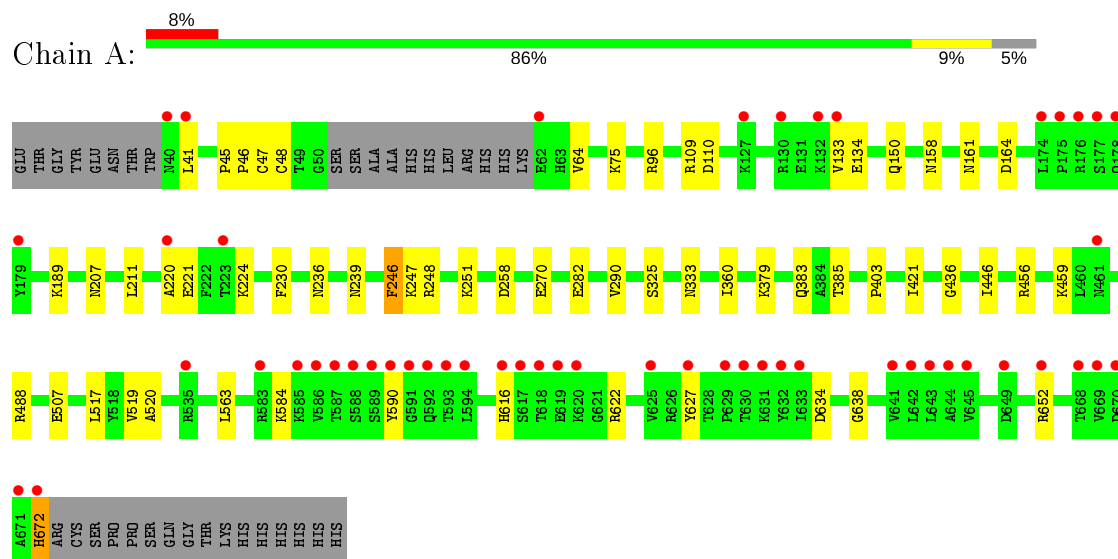 8%
Chain A:
86% 9% 5%
GLU THR GLY TYR GLU ASN THR TRP N40 L41 P45 P46 C47 C48 T49 G50 SER SER ALA ALA HIS HIS LEU ARG HIS HIS LYS E62 H63 V64 K75 R96 R109 D110 K127 R130 E131 K132 V133 E134 Q150 N158 N161 D164 L174 P175 R176 S177 Q178
Y179 K189 N207 L211 A220 E221 F222 T223 K224 F230 N236 N239 F246 K247 R248 K251 D258 E270 E282 V290 S325 N333 I360 K379 Q383 A384 T385 P403 I421 G436 I446 R456 K459 L460 N461
R488 E507 L517 Y518 V519 A520 R535 L563 R583 K584 K585 V586 T587 S588 S589 Y590 G591 Q592 T593 L594 H616 S617 T618 E619 K620 G621 R622 V625 R626 Y627 T628 P629 T630 K631 Y632 I633 D634 G638 V641 L642 L643 A644 V645 D649 R652 T668 V669
A671 H672 ARG CYS SER PRO PRO SER GLN GLY THR LYS HIS HIS HIS HIS HIS HIS